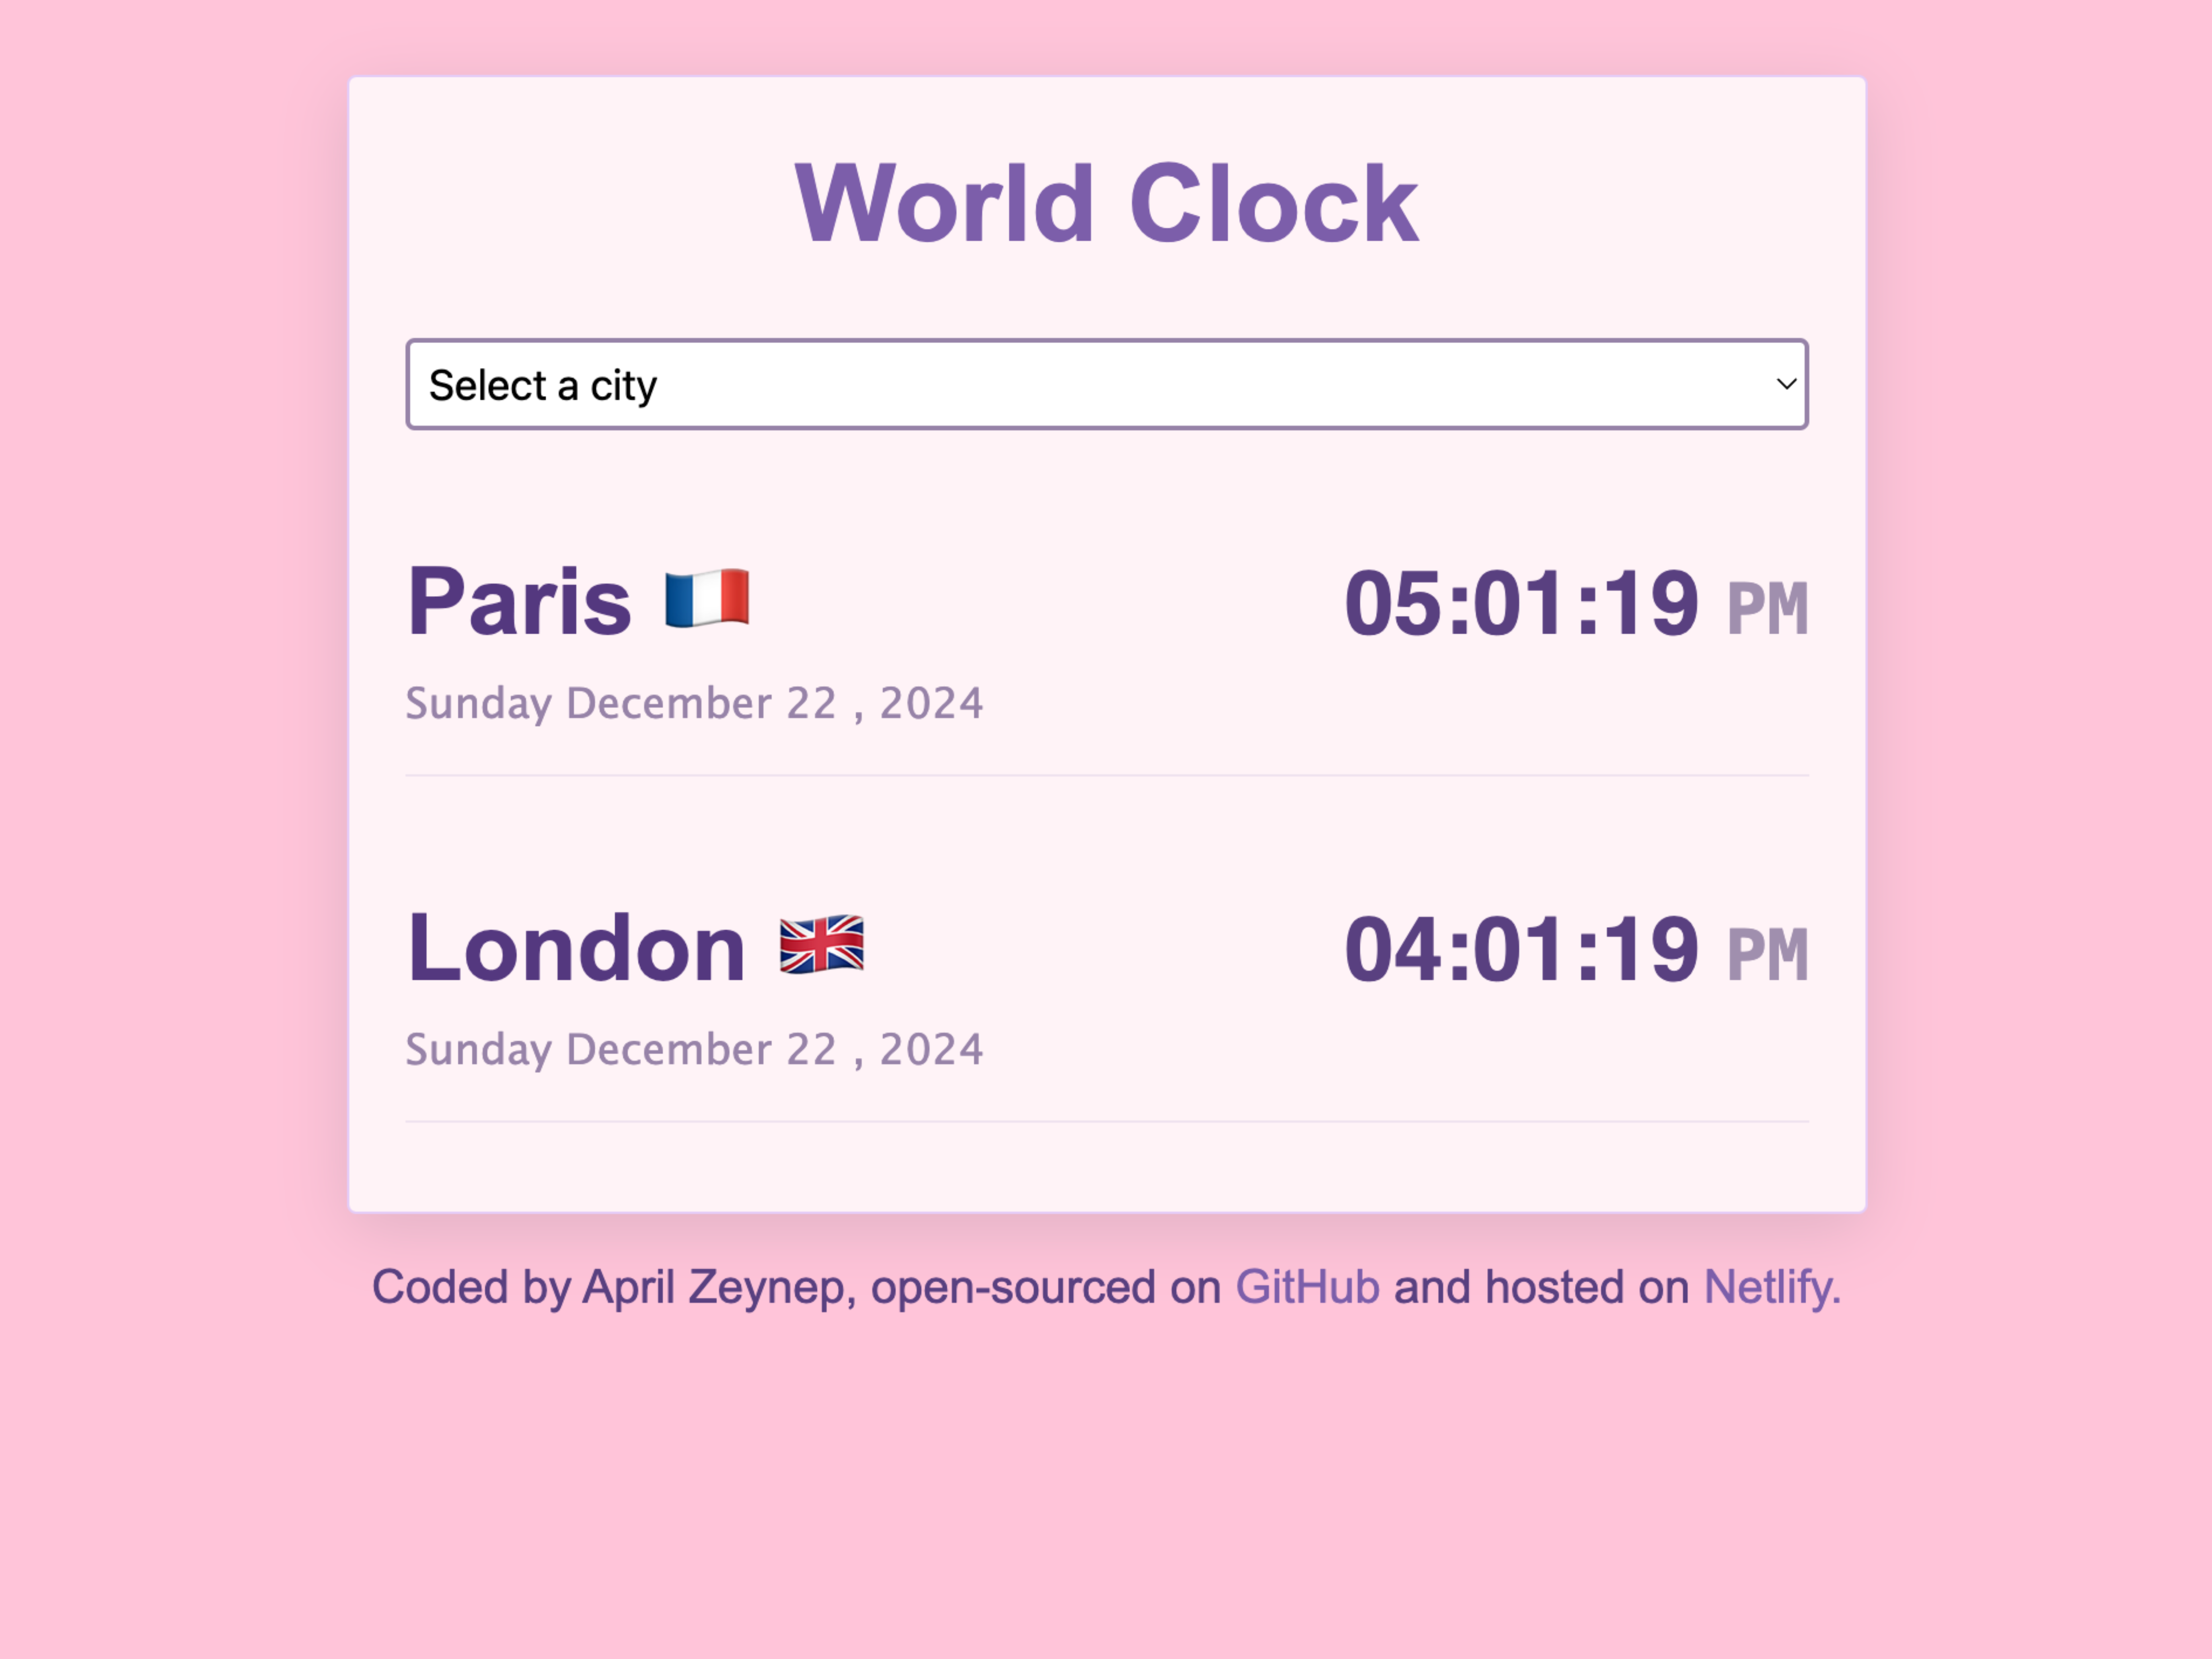 World Clock
Select a city
Paris 🇫🇷 05:01:19 PM
Sunday December 22 , 2024
London 🇬🇧 04:01:19 PM
Sunday December 22 , 2024
Coded by April Zeynep, open-sourced on GitHub and hosted on Netlify.